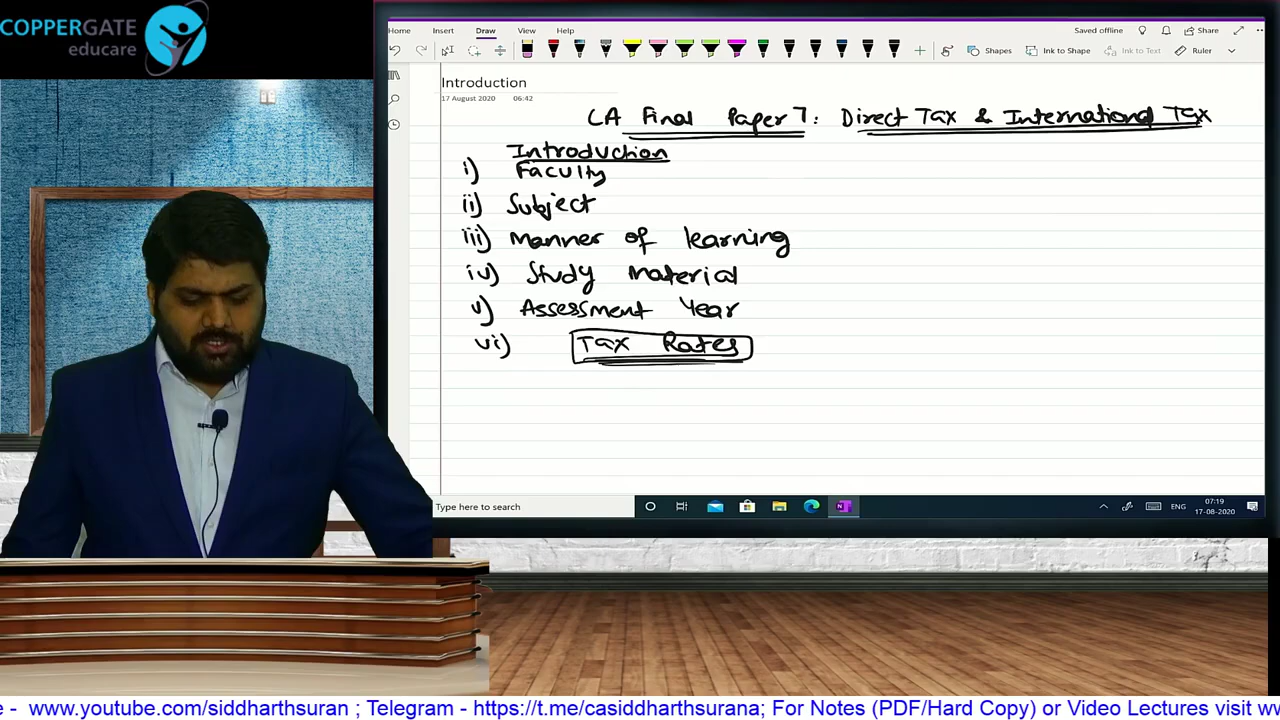 COPPERGATE
educare
Home Insert Draw View Help Saved offline Share
Shapes Ink to Shape Ink to Text Ruler
Introduction
17 August 2020 06:42
CA Final Paper 7: Direct Tax & International Tax
Introduction
i) Faculty
ii) Subject
iii) Manner of learning
iv) Study Material
v) Assessment Year
vi) Tax Rates
Type here to search
ENG
07:19
17-08-2020
e - www.youtube.com/siddharthsuran ; Telegram - https://t.me/casiddharthsurana; For Notes (PDF/Hard Copy) or Video Lectures visit ww